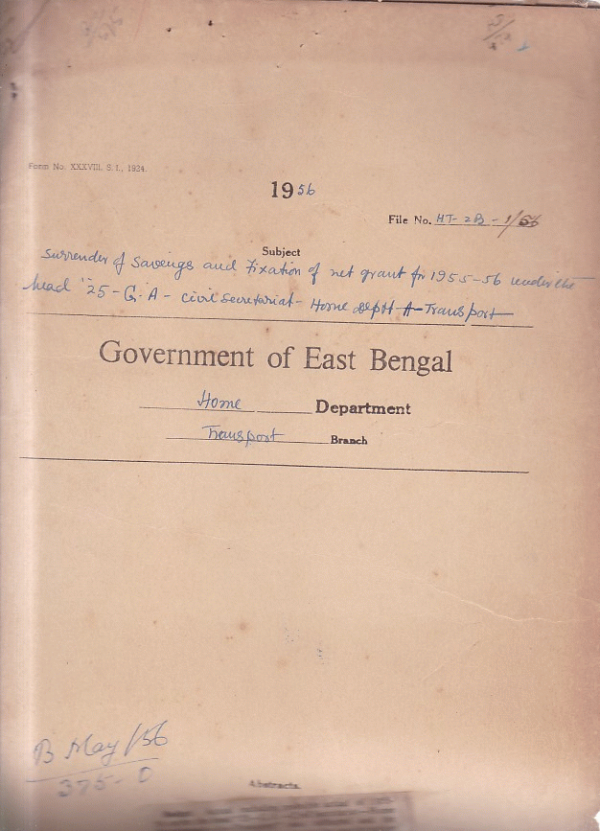 Form No. XXXVIII, S.I., 1924.
1956
File No. HT-2B-1/56
Subject
Surrender of Savings and Fixation of net grant for 1955-56 under the
head '25-G.A- Civil Secretariat- Home Deptt-A-Transport
Government of East Bengal
Home Department
Transport Branch
B May/56
375-D
Abstracts.